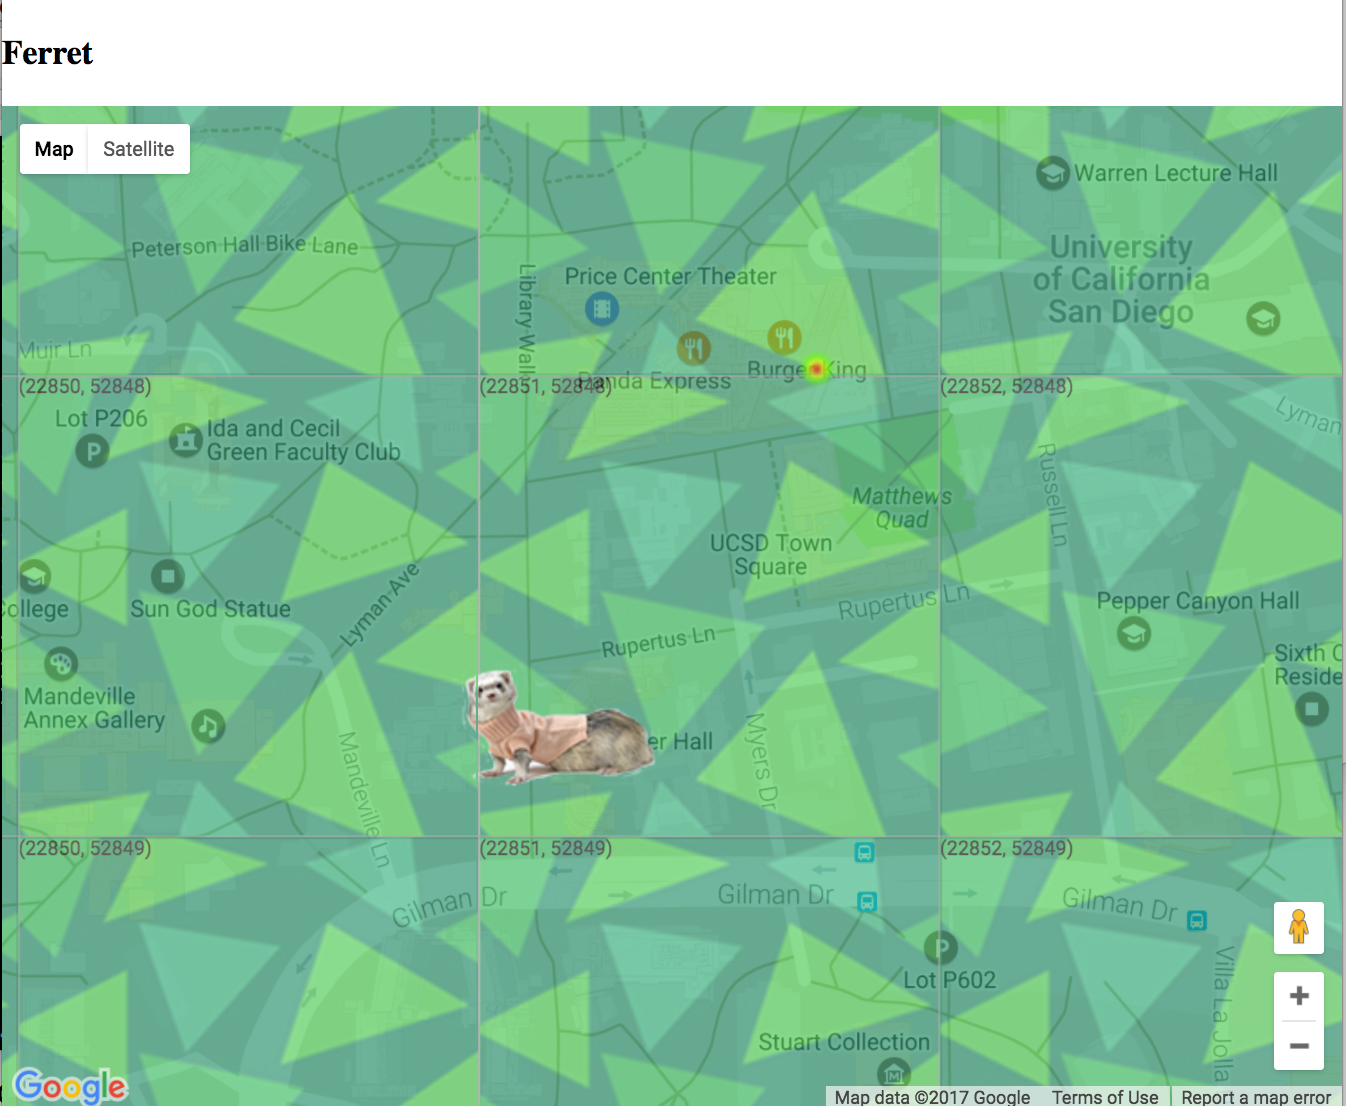 Ferret
Map
Satellite
Warren Lecture Hall
University
of California
San Diego
Peterson Hall Bike Lane
Price Center Theater
Library Walk
Muir Ln
Burger King
Panda Express
(22850, 52848)
(22851, 52848)
(22852, 52848)
Lot P206
Ida and Cecil
Green Faculty Club
Lyman
Russell Ln
Matthews
Quad
UCSD Town
Square
College
Sun God Statue
Lyman Ave
Rupertus Ln
Rupertus Ln
Pepper Canyon Hall
Sixth C
Reside
Mandeville
Annex Gallery
er Hall
Myers Dr
Mandeville Ln
(22850, 52849)
(22851, 52849)
(22852, 52849)
Gilman Dr
Gilman Dr
Gilman Dr
P
P
Lot P602
Villa La Jolla
Stuart Collection
Google
Map data ©2017 Google
Terms of Use
Report a map error